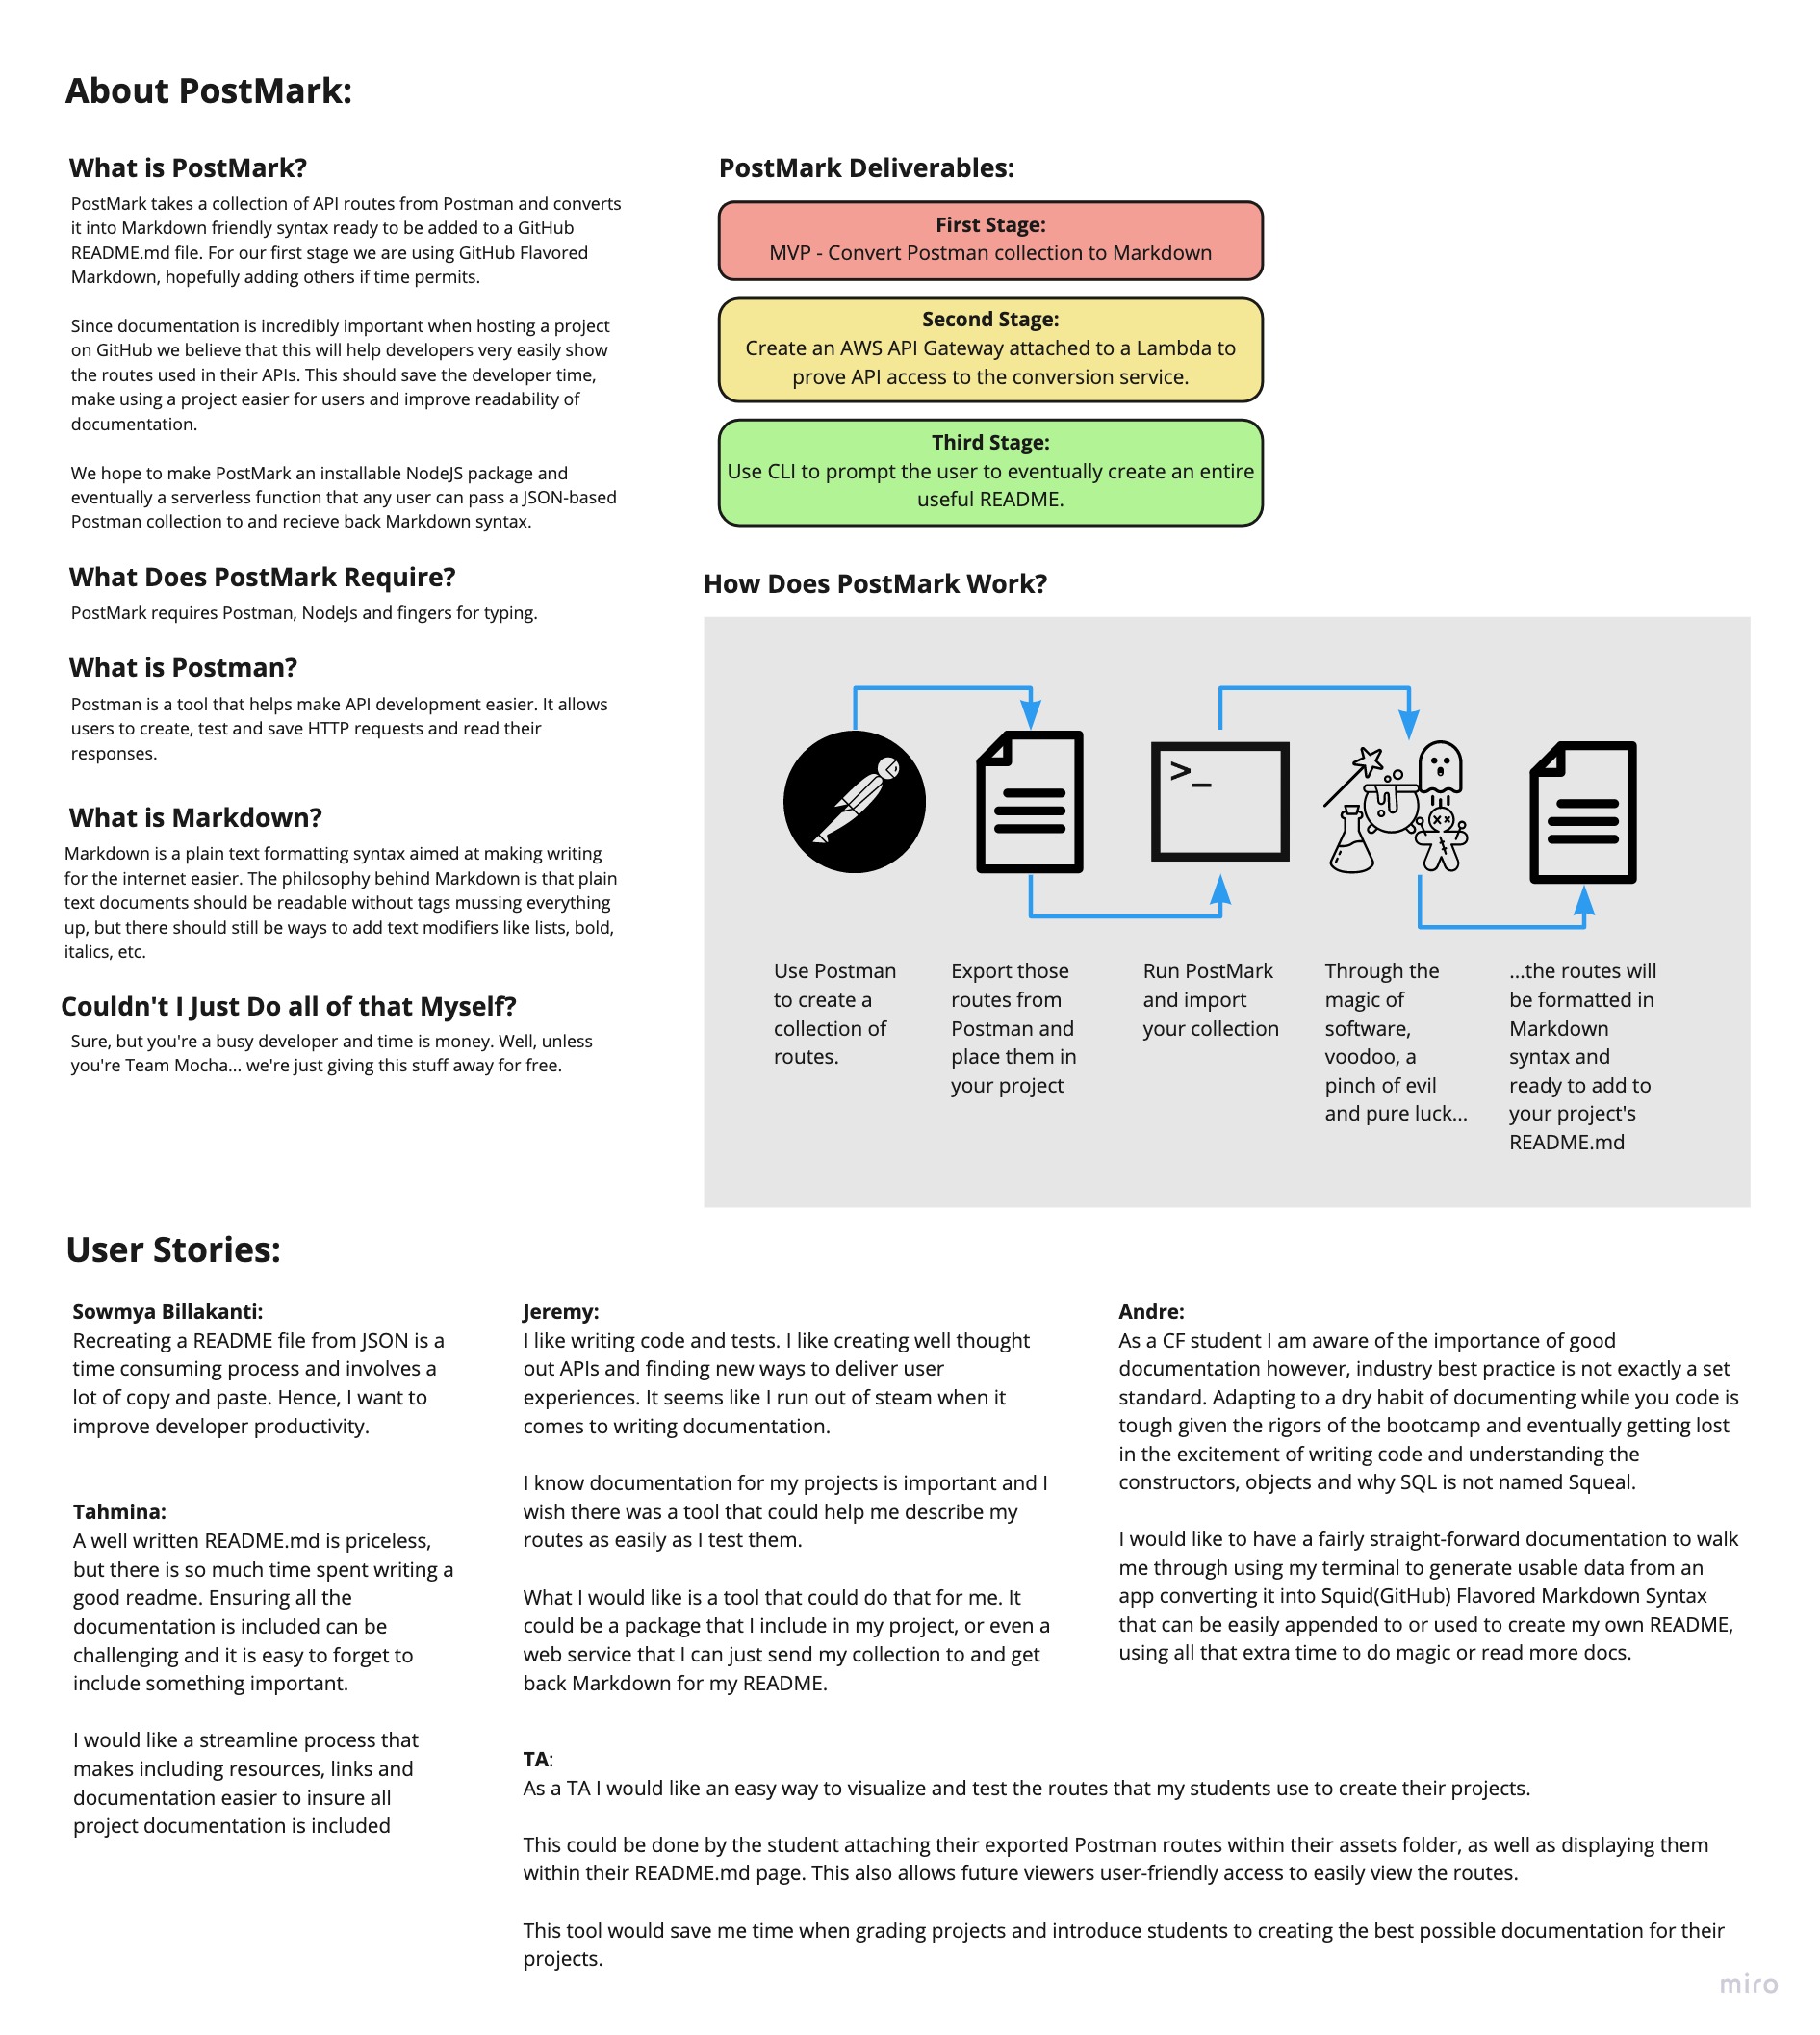 About PostMark:
What is PostMark?
PostMark takes a collection of API routes from Postman and converts
it into Markdown friendly syntax ready to be added to a GitHub
README.md file. For our first stage we are using GitHub Flavored
Markdown, hopefully adding others if time permits.
Since documentation is incredibly important when hosting a project
on GitHub we believe that this will help developers very easily show
the routes used in their APIs. This should save the developer time,
make using a project easier for users and improve readability of
documentation.
We hope to make PostMark an installable NodeJS package and
eventually a serverless function that any user can pass a JSON-based
Postman collection to and recieve back Markdown syntax.
What Does PostMark Require?
PostMark requires Postman, NodeJs and fingers for typing.
What is Postman?
Postman is a tool that helps make API development easier. It allows
users to create, test and save HTTP requests and read their
responses.
What is Markdown?
Markdown is a plain text formatting syntax aimed at making writing
for the internet easier. The philosophy behind Markdown is that plain
text documents should be readable without tags mussing everything
up, but there should still be ways to add text modifiers like lists, bold,
italics, etc.
Couldn't I Just Do all of that Myself?
Sure, but you're a busy developer and time is money. Well, unless
you're Team Mocha... we're just giving this stuff away for free.
PostMark Deliverables:
First Stage:
MVP - Convert Postman collection to Markdown
Second Stage:
Create an AWS API Gateway attached to a Lambda to
prove API access to the conversion service.
Third Stage:
Use CLI to prompt the user to eventually create an entire
useful README.
How Does PostMark Work?
>_
Use Postman
to create a
collection of
routes.
Export those
routes from
Postman and
place them in
your project
Run PostMark
and import
your collection
Through the
magic of
software,
voodoo, a
pinch of evil
and pure luck...
...the routes will
be formatted in
Markdown
syntax and
ready to add to
your project's
README.md
User Stories:
Sowmya Billakanti:
Recreating a README file from JSON is a
time consuming process and involves a
lot of copy and paste. Hence, I want to
improve developer productivity.
Tahmina:
A well written README.md is priceless,
but there is so much time spent writing a
good readme. Ensuring all the
documentation is included can be
challenging and it is easy to forget to
include something important.
I would like a streamline process that
makes including resources, links and
documentation easier to insure all
project documentation is included
Jeremy:
I like writing code and tests. I like creating well thought
out APIs and finding new ways to deliver user
experiences. It seems like I run out of steam when it
comes to writing documentation.
I know documentation for my projects is important and I
wish there was a tool that could help me describe my
routes as easily as I test them.
What I would like is a tool that could do that for me. It
could be a package that I include in my project, or even a
web service that I can just send my collection to and get
back Markdown for my README.
Andre:
As a CF student I am aware of the importance of good
documentation however, industry best practice is not exactly a set
standard. Adapting to a dry habit of documenting while you code is
tough given the rigors of the bootcamp and eventually getting lost
in the excitement of writing code and understanding the
constructors, objects and why SQL is not named Squeal.
I would like to have a fairly straight-forward documentation to walk
me through using my terminal to generate usable data from an
app converting it into Squid(GitHub) Flavored Markdown Syntax
that can be easily appended to or used to create my own README,
using all that extra time to do magic or read more docs.
TA:
As a TA I would like an easy way to visualize and test the routes that my students use to create their projects.
This could be done by the student attaching their exported Postman routes within their assets folder, as well as displaying them
within their README.md page. This also allows future viewers user-friendly access to easily view the routes.
This tool would save me time when grading projects and introduce students to creating the best possible documentation for their
projects.
miro